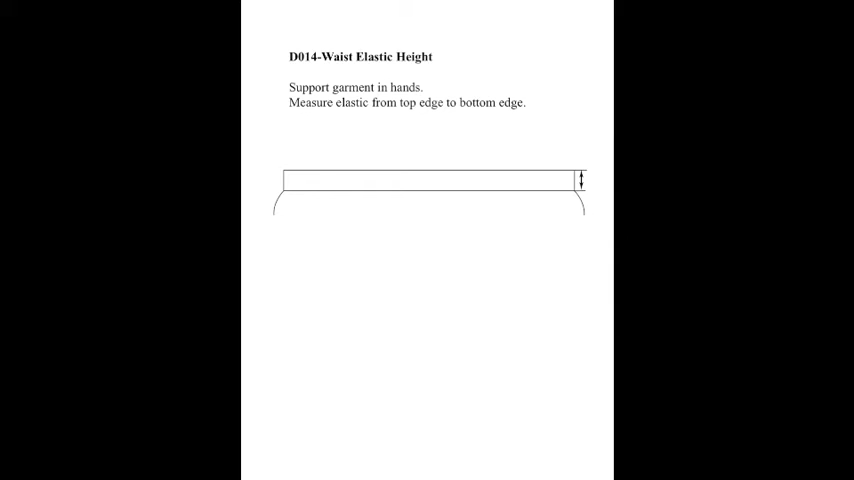 D014-Waist Elastic Height
Support garment in hands.
Measure elastic from top edge to bottom edge.